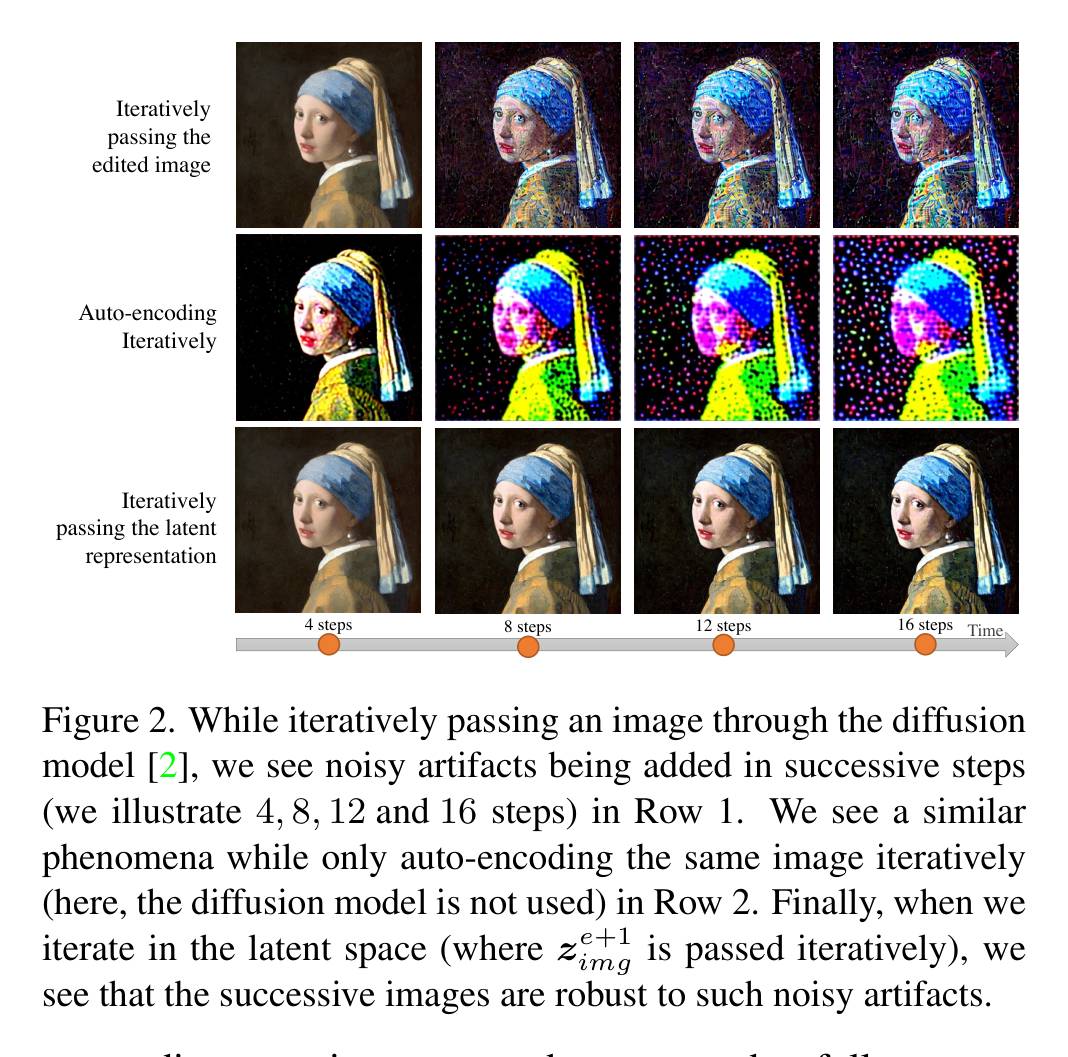 Iteratively
passing the
edited image
Auto-encoding
Iteratively
Iteratively
passing the latent
representation
4 steps
8 steps
12 steps
16 steps
Time
Figure 2. While iteratively passing an image through the diffusion
model [2], we see noisy artifacts being added in successive steps
(we illustrate 4, 8, 12 and 16 steps) in Row 1. We see a similar
phenomena while only auto-encoding the same image iteratively
(here, the diffusion model is not used) in Row 2. Finally, when we
iterate in the latent space (where z_{img}^{e+1} is passed iteratively), we
see that the successive images are robust to such noisy artifacts.